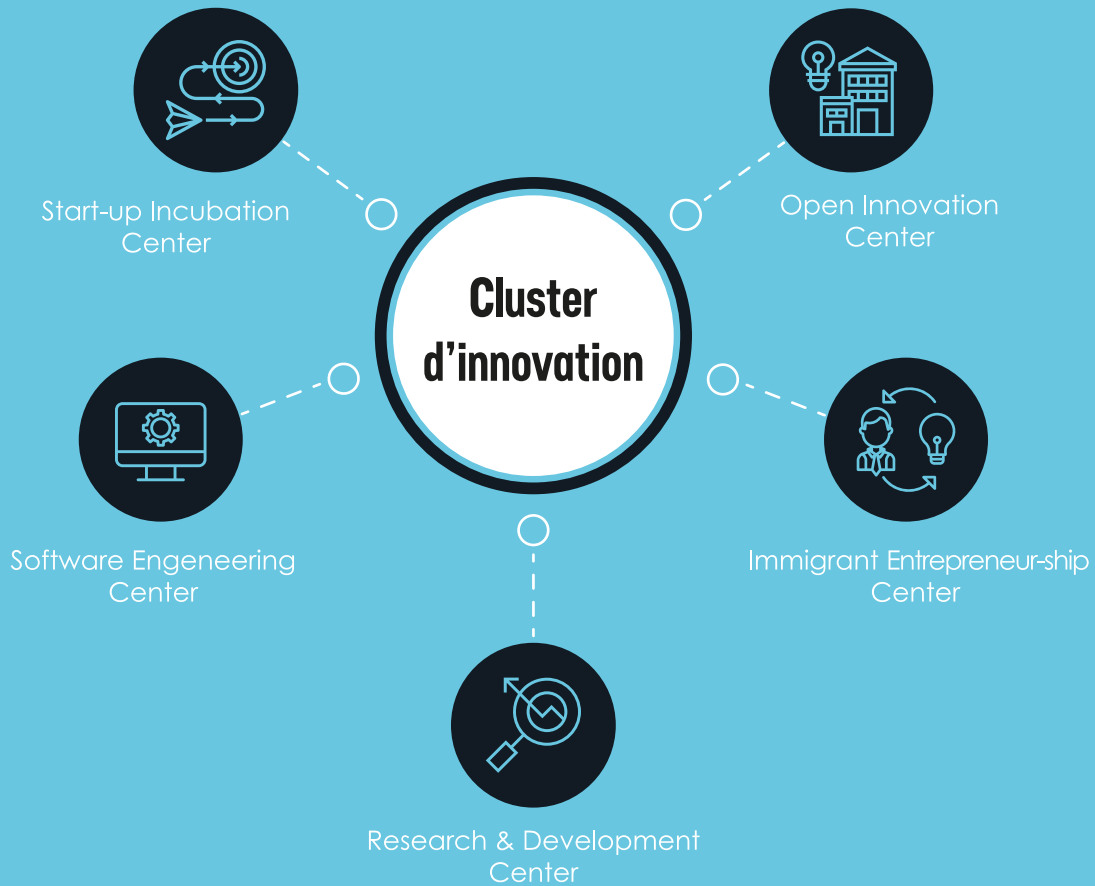 Start-up Incubation
Center
Open Innovation
Center
Cluster
d'innovation
Software Engeneering
Center
Immigrant Entrepreneur-ship
Center
Research & Development
Center